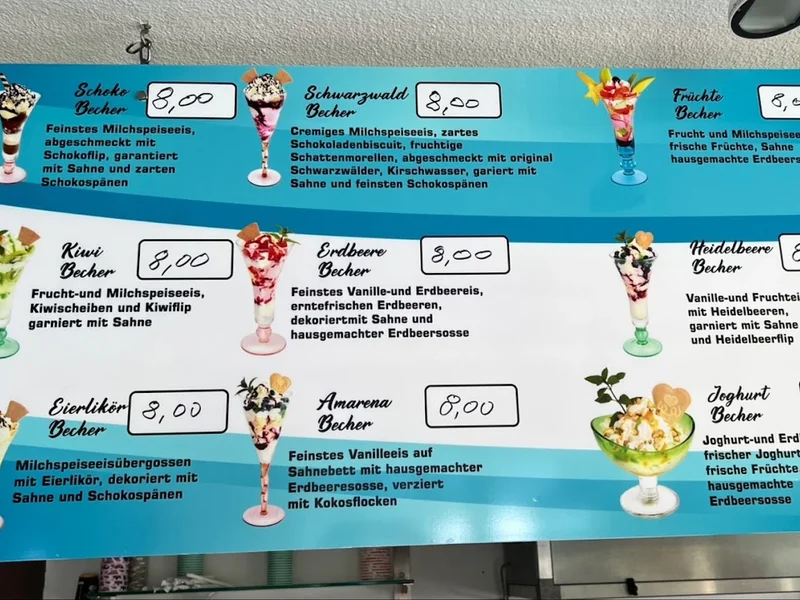 Schoko
Becher
8,00
Feinstes Milchspeiseeis,
abgeschmeckt mit
Schokoflip, garantiert
mit Sahne und zarten
Schokospänen
Schwarzwald
Becher
8,00
Cremiges Milchspeiseeis, zartes
Schokoladenbiscuit, fruchtige
Schattenmorellen, abgeschmeckt mit original
Schwarzwälder, Kirschwasser, gariert mit
Sahne und feinsten Schokospänen
Früchte
Becher
Frucht und Milchspeise
frische Früchte, Sahne
hausgemachte Erdbeers
Kiwi
Becher
8,00
Frucht-und Milchspeiseeis,
Kiwischeiben und Kiwiflip
garniert mit Sahne
Erdbeere
Becher
8,00
Feinstes Vanille-und Erdbeereis,
erntefrischen Erdbeeren,
dekoriertmit Sahne und
hausgemachter Erdbeersosse
Heidelbeere
Becher
Vanille-und Fruchtei
mit Heidelbeeren,
garniert mit Sahne
und Heidelbeerflip
Eierlikör
Becher
8,00
Milchspeiseeisübergossen
mit Eierlikör, dekoriert mit
Sahne und Schokospänen
Amarena
Becher
8,00
Feinstes Vanilleeis auf
Sahnebett mit hausgemachter
Erdbeeresosse, verziert
mit Kokosflocken
Joghurt
Becher
Joghurt-und Erd
frischer Joghurt
frische Früchte
hausgemachte
Erdbeersosse